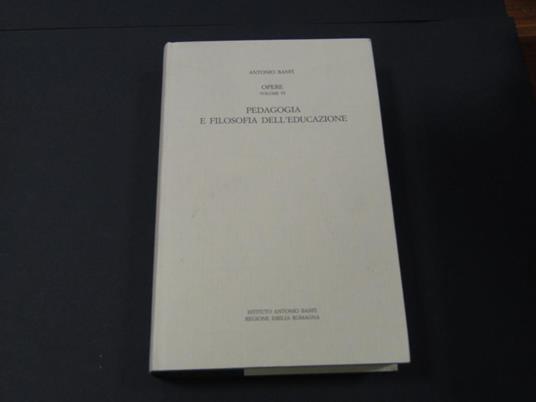 ANTONIO BANFI
OPERE
VOLUME VI
PEDAGOGIA
E FILOSOFIA DELL'EDUCAZIONE
ISTITUTO ANTONIO BANFI
REGIONE EMILIA ROMAGNA